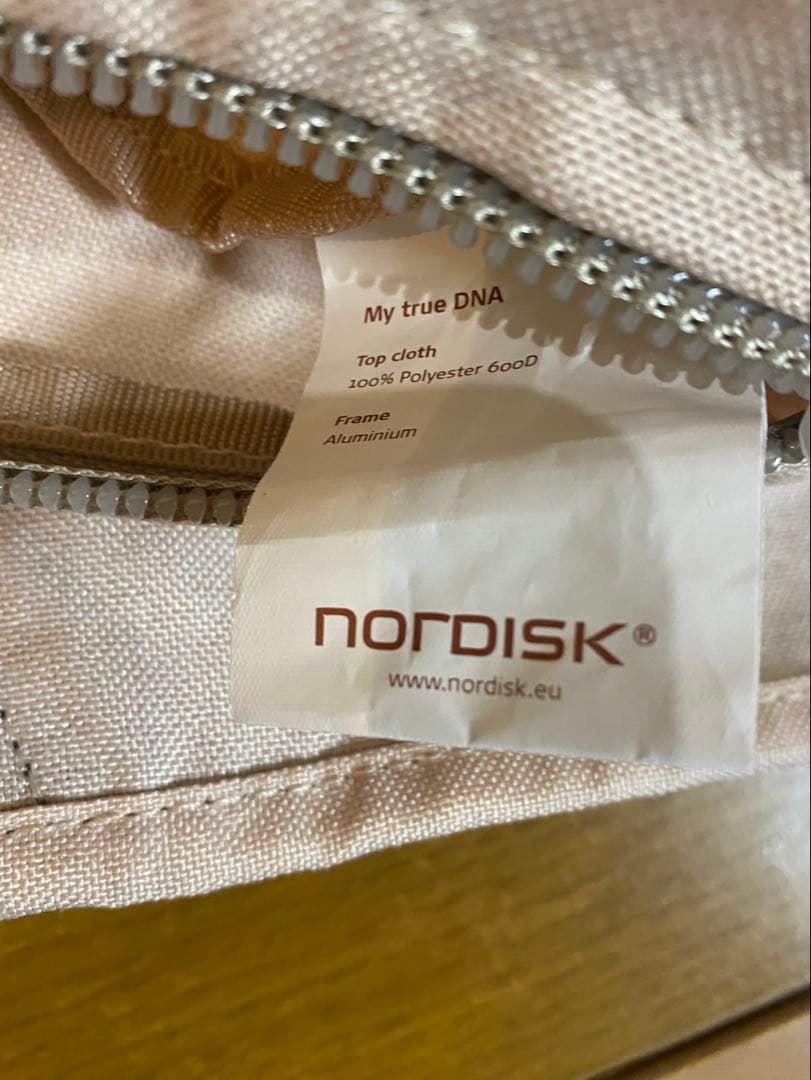 My true DNA
Top cloth
100% Polyester 600D
Frame
Aluminium
NORDISK®
www.nordisk.eu